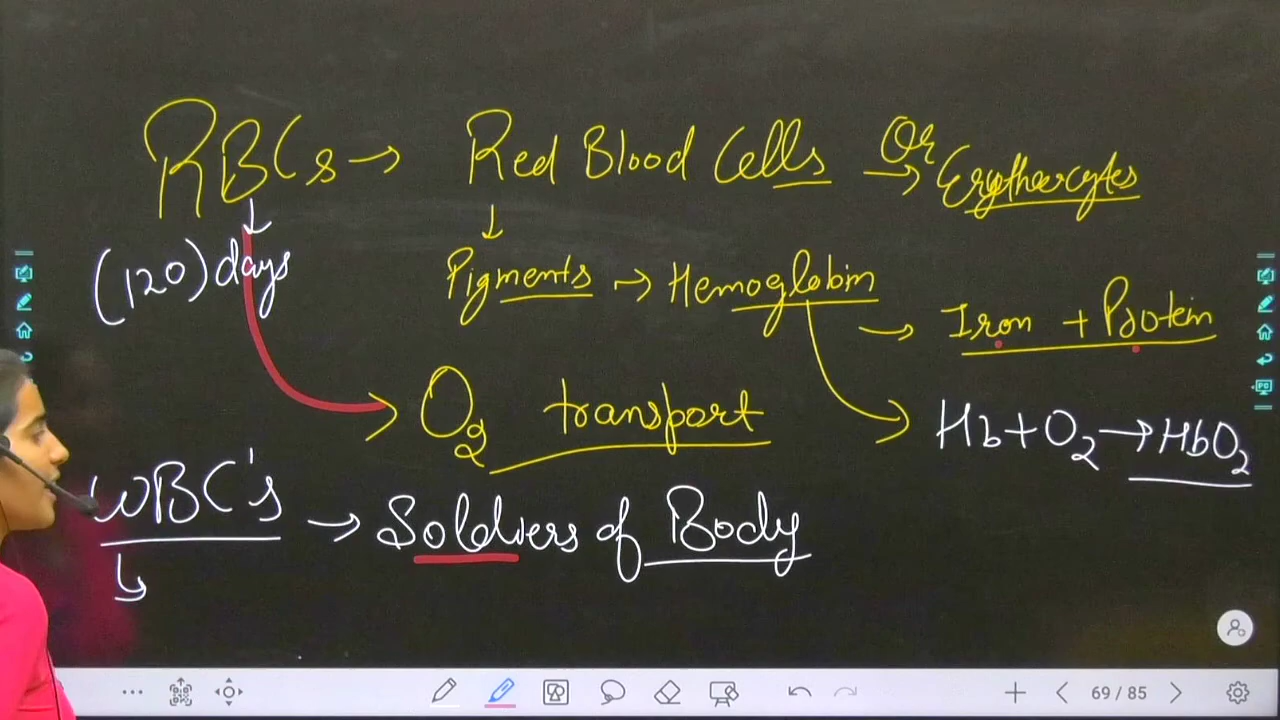 RBCs → Red Blood Cells → Or Erytheocytes
↓ ↓
(120) days Pigments → Hemoglobin
→ Iron + Protein
O2 transport Hb + O2 → HbO2
WBC's → Soldiers of Body
69 / 85